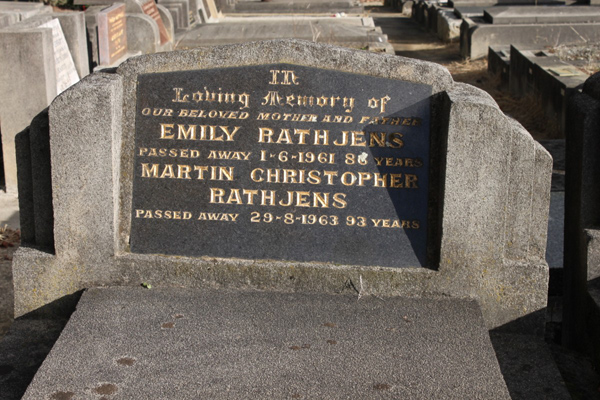 In
Loving Memory of
OUR BELOVED MOTHER AND FATHER
EMILY RATHJENS
PASSED AWAY 1-6-1961 86 YEARS
MARTIN CHRISTOPHER
RATHJENS
PASSED AWAY 29-8-1963 93 YEARS